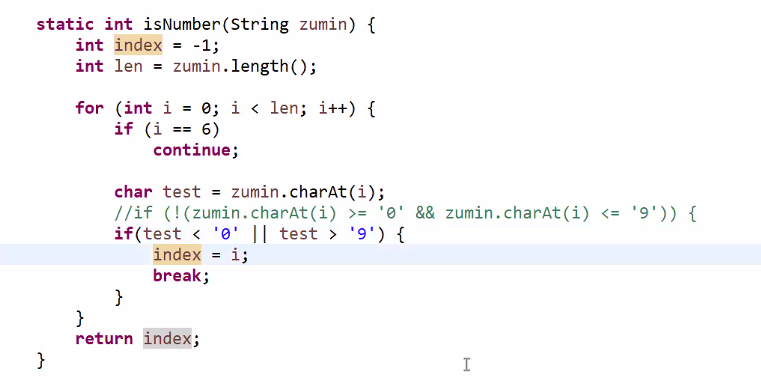 static int isNumber(String zumin) {
    int index = -1;
    int len = zumin.length();

    for (int i = 0; i < len; i++) {
        if (i == 6)
            continue;

        char test = zumin.charAt(i);
        //if (!(zumin.charAt(i) >= '0' && zumin.charAt(i) <= '9')) {
        if(test < '0' || test > '9') {
            index = i;
            break;
        }
    }
    return index;
}